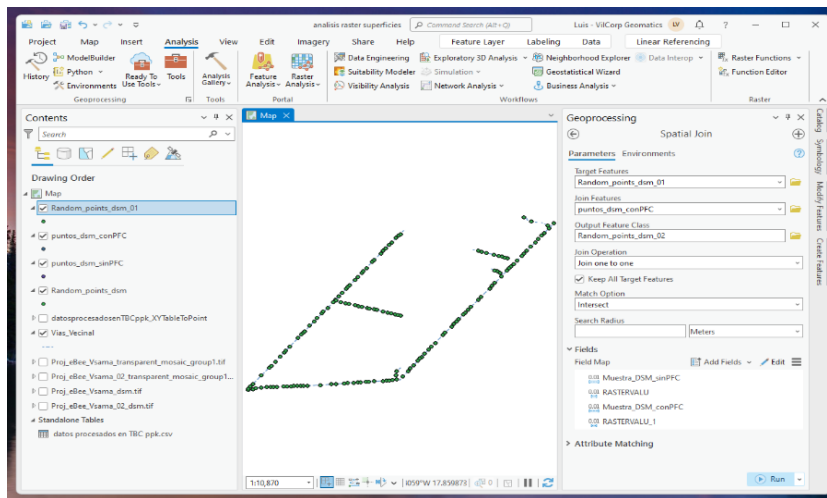 analisis raster superficies
Command Search (Alt+Q)
Luis - VilCorp Geomatics
LV
?
Project Map Insert Analysis View Edit Imagery Share Help Feature Layer Labeling Data Linear Referencing
History
ModelBuilder
Python
Environments
Ready To Use Tools
Tools
Geoprocessing
Analysis Gallery
Tools
Feature Analysis
Raster Analysis
Portal
Data Engineering
Suitability Modeler
Visibility Analysis
Exploratory 3D Analysis
Simulation
Network Analysis
Neighborhood Explorer
Geostatistical Wizard
Business Analysis
Data Interop
Workflows
Raster Functions
Function Editor
Raster
Contents
Search
Drawing Order
Map
Random_points_dsm_01
puntos_dsm_conPFC
puntos_dsm_sinPFC
Random_points_dsm
datosprocesadosenTBCppk_XYTableToPoint
Vias_Vecinal
Proj_eBee_Vsama_transparent_mosaic_group1.tif
Proj_eBee_Vsama_02_transparent_mosaic_group1...
Proj_eBee_Vsama_dsm.tif
Proj_eBee_Vsama_02_dsm.tif
Standalone Tables
datos procesados en TBC ppk.csv
Map
1:10,870
059°W 17.859873
0
Geoprocessing
Spatial Join
Parameters Environments
Target Features
Random_points_dsm_01
Join Features
puntos_dsm_conPFC
Output Feature Class
Random_points_dsm_02
Join Operation
Join one to one
Keep All Target Features
Match Option
Intersect
Search Radius
Meters
Fields
Field Map
Add Fields
Edit
Muestra_DSM_sinPFC
RASTERVALU
Muestra_DSM_conPFC
RASTERVALU_1
Attribute Matching
Run
Catalog
Symbology
Modify Features
Create Features